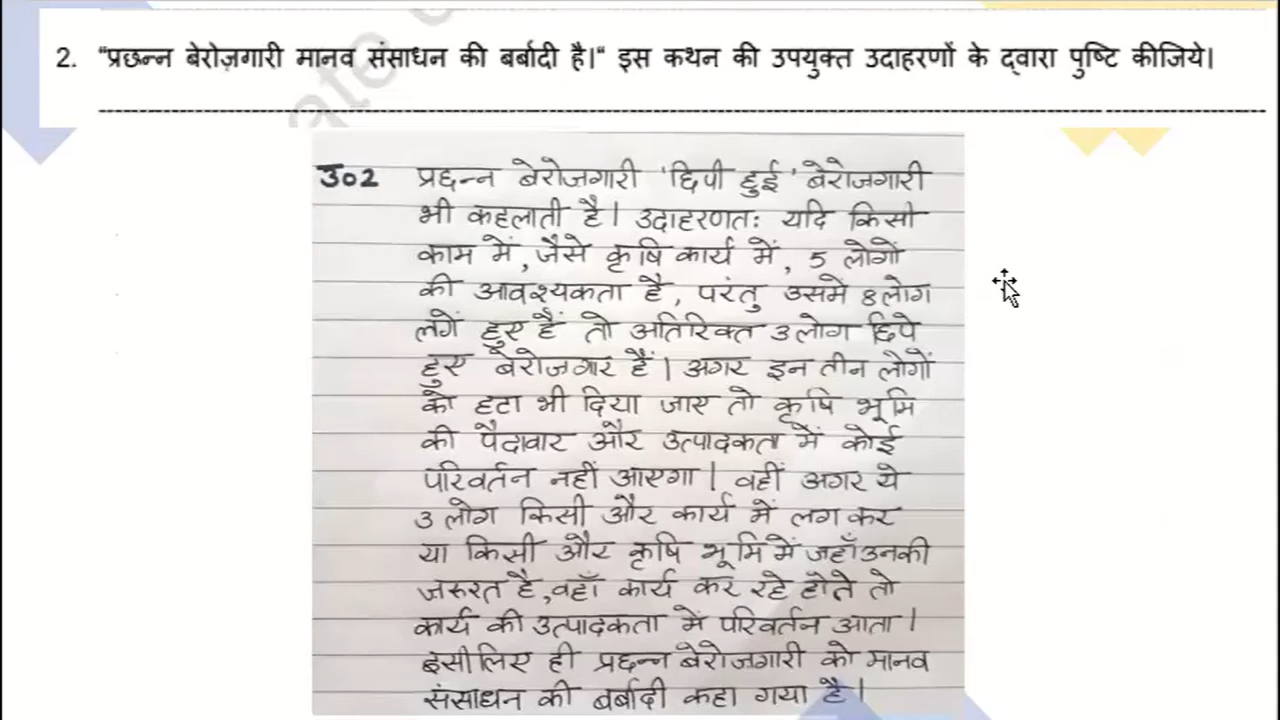 2. "प्रछन्न बेरोज़गारी मानव संसाधन की बर्बादी है।" इस कथन की उपयुक्त उदाहरणों के द्वारा पुष्टि कीजिये।
उ02 प्रछन्न बेरोजगारी 'छिपी हुई' बेरोजगारी
भी कहलाती है। उदाहरणतः यदि किसी
काम में, जैसे कृषि कार्य में, 5 लोगों
की आवश्यकता है, परंतु उसमें 8 लोग
लगें हुए हैं तो अतिरिक्त 3 लोग छिपे
हुए बेरोजगार हैं। अगर इन तीन लोगों
को हटा भी दिया जाए तो कृषि भूमि
की पैदावार और उत्पादकता में कोई
परिवर्तन नहीं आएगा। वहीं अगर ये
3 लोग किसी और कार्य में लग कर
या किसी और कृषि भूमि में जहाँ उनकी
जरुरत है, वहाँ कार्य कर रहे होते तो
कार्य की उत्पादकता में परिवर्तन आता।
इसीलिए ही प्रछन्न बेरोजगारी को मानव
संसाधन की बर्बादी कहा गया है।